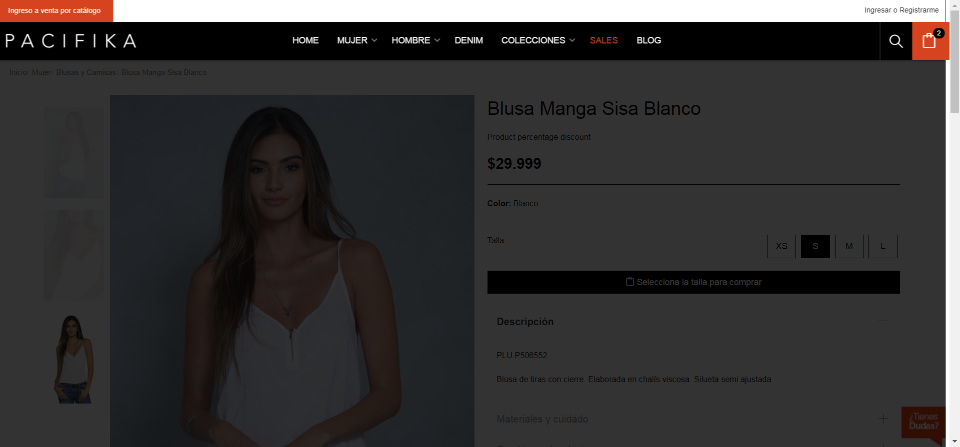 Ingreso a venta por catálogo
Ingresar o Registrarme
PACIFIKA
HOME MUJER HOMBRE DENIM COLECCIONES SALES BLOG
2
Inicio Mujer Blusas y Camisas Blusa Manga Sisa Blanco
Blusa Manga Sisa Blanco
Product percentage discount
$29.999
Color: Blanco
Talla XS S M L
Selecciona la talla para comprar
Descripción
PLU:P508552
Blusa de tiras con cierre. Elaborada en chalis viscosa. Silueta semi ajustada
Materiales y cuidado +
¿Tienes
Dudas?